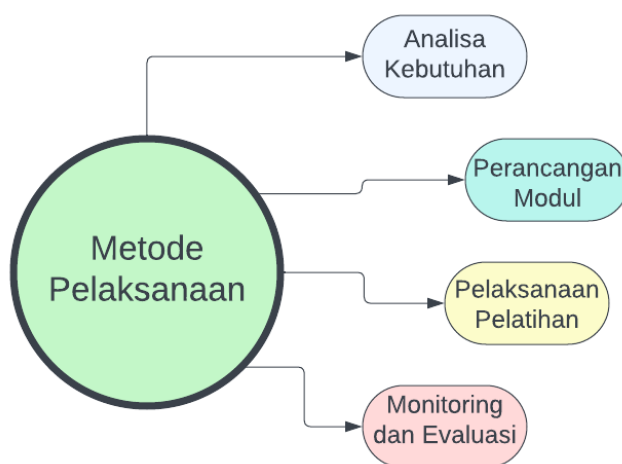 Metode
Pelaksanaan
Analisa
Kebutuhan
Perancangan
Modul
Pelaksanaan
Pelatihan
Monitoring
dan Evaluasi